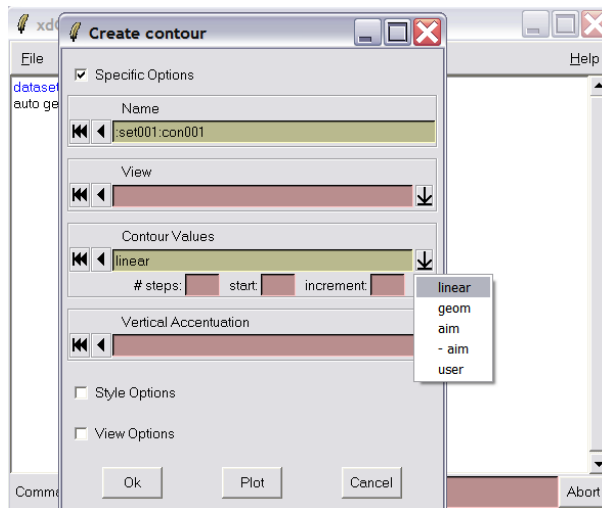 xd
Create contour
File
Help
Specific Options
dataset
auto ge
Name
:set001:con001
View
Contour Values
linear
# steps: start: increment:
linear
geom
aim
- aim
user
Vertical Accentuation
Style Options
View Options
Ok Plot Cancel
Comma
Abort